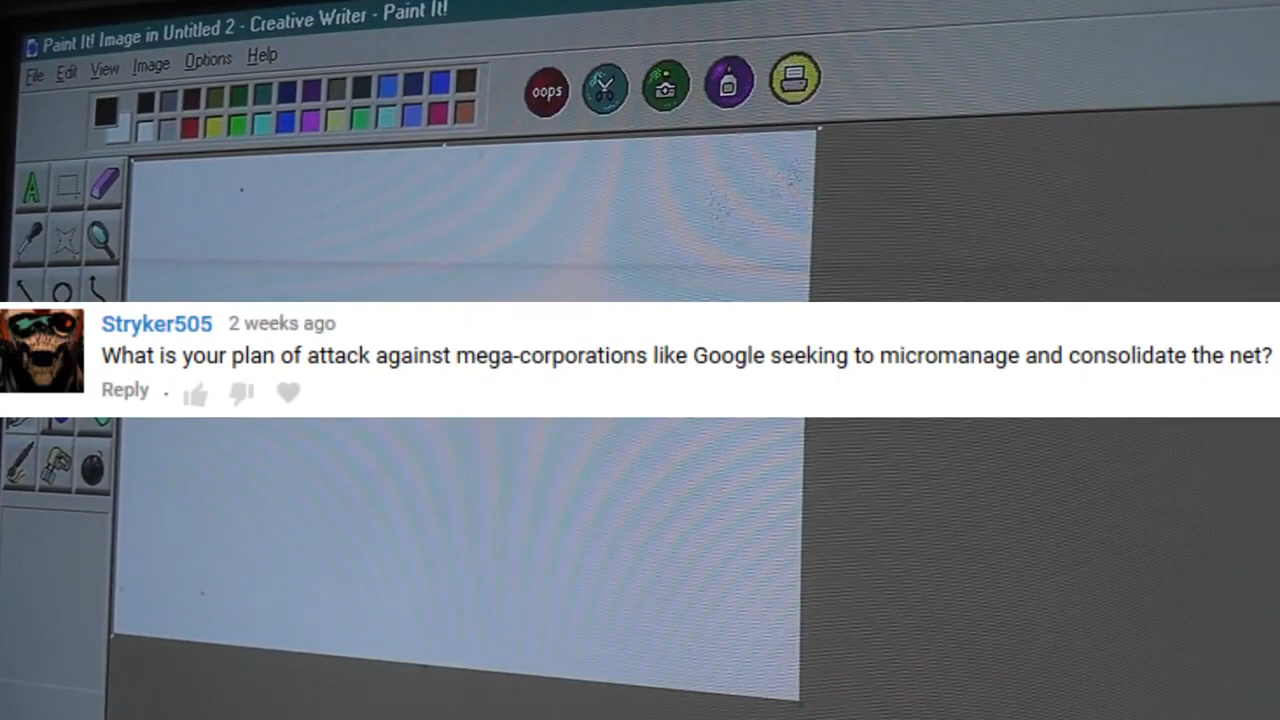 Paint It! Image in Untitled 2 - Creative Writer - Paint It!
File Edit View Image Options Help
oops
A
Stryker505 2 weeks ago
What is your plan of attack against mega-corporations like Google seeking to micromanage and consolidate the net?
Reply .